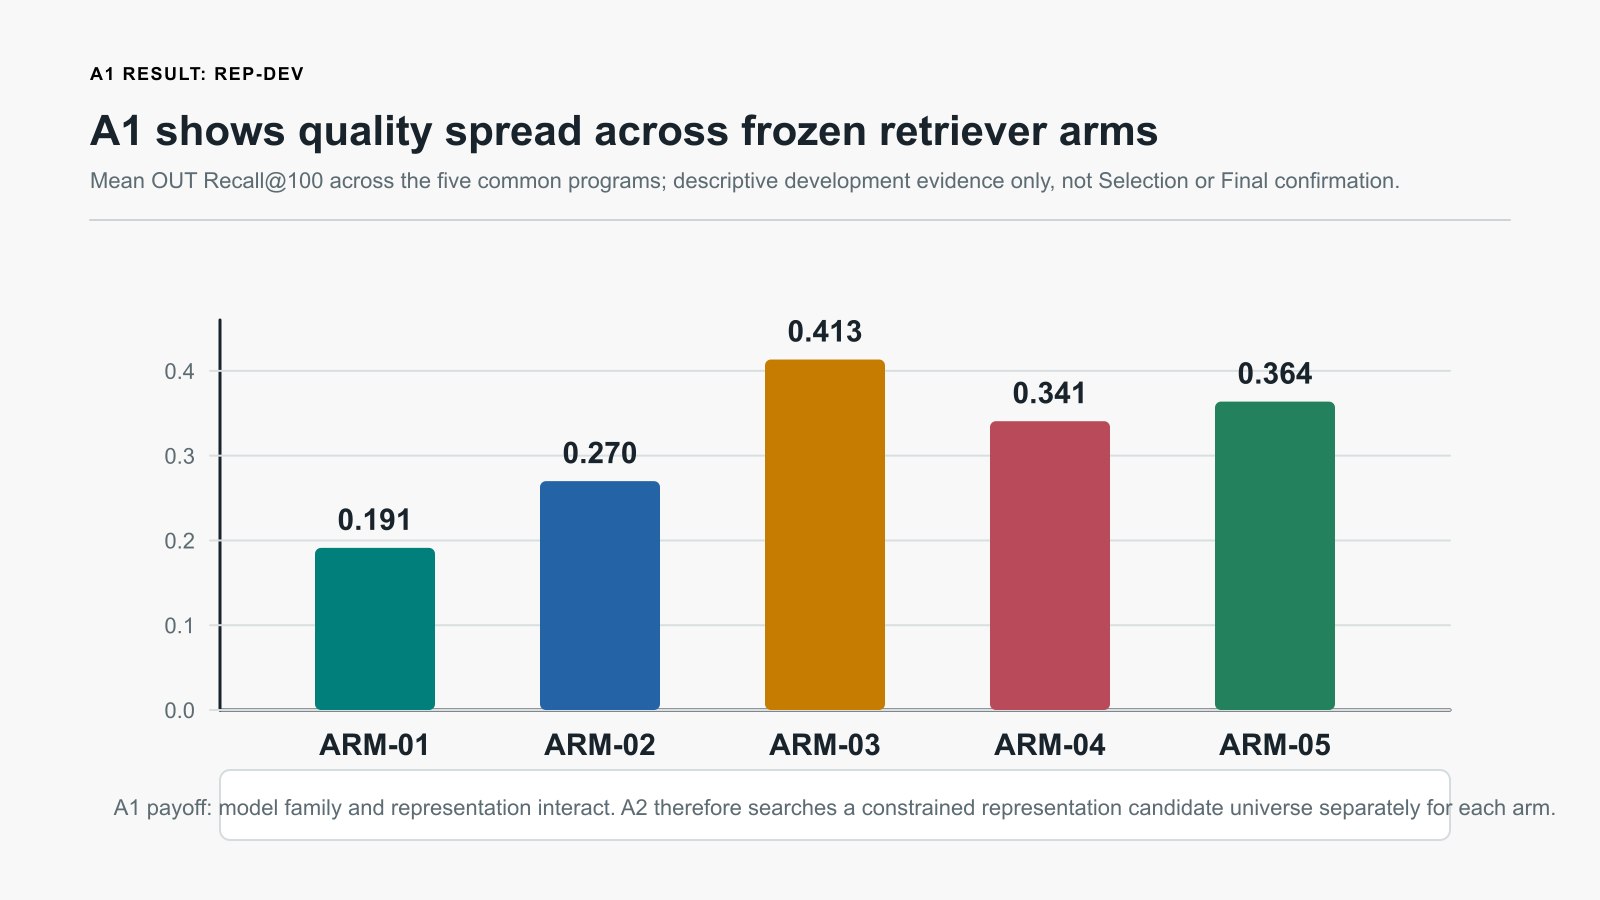 A1 RESULT: REP-DEV
A1 shows quality spread across frozen retriever arms
Mean OUT Recall@100 across the five common programs; descriptive development evidence only, not Selection or Final confirmation.
0.413
0.4
0.364
0.341
0.3
0.270
0.191
0.2
0.1
0.0
ARM-01 ARM-02 ARM-03 ARM-04 ARM-05
A1 payoff: model family and representation interact. A2 therefore searches a constrained representation candidate universe separately for each arm.